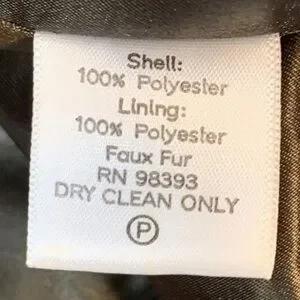 Shell:
100% Polyester
Lining:
100% Polyester
Faux Fur
RN 98393
DRY CLEAN ONLY
P